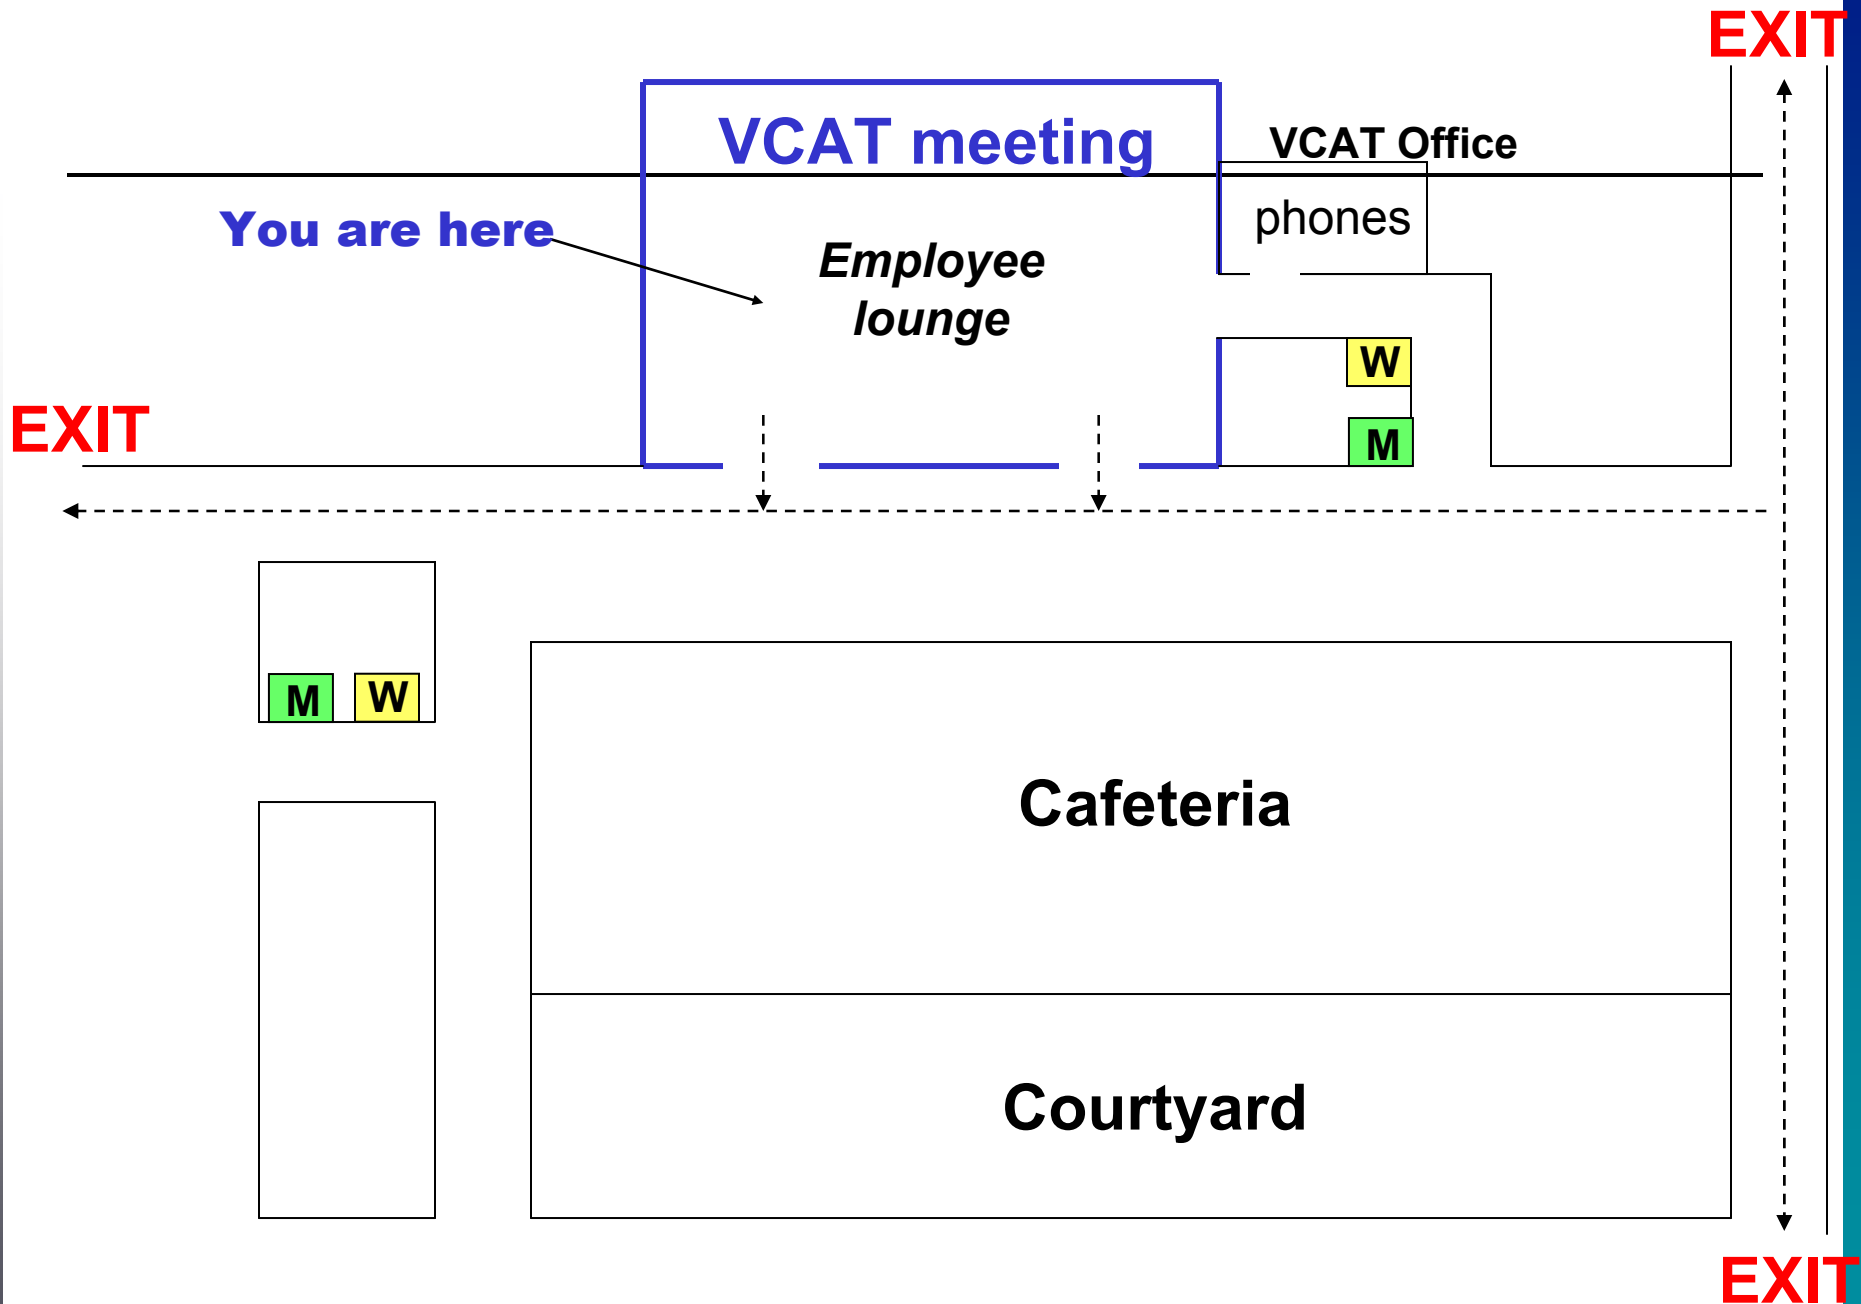 EXIT
VCAT meeting
VCAT Office
You are here
phones
Employee
lounge
W
EXIT
M
M
W
Cafeteria
Courtyard
EXIT